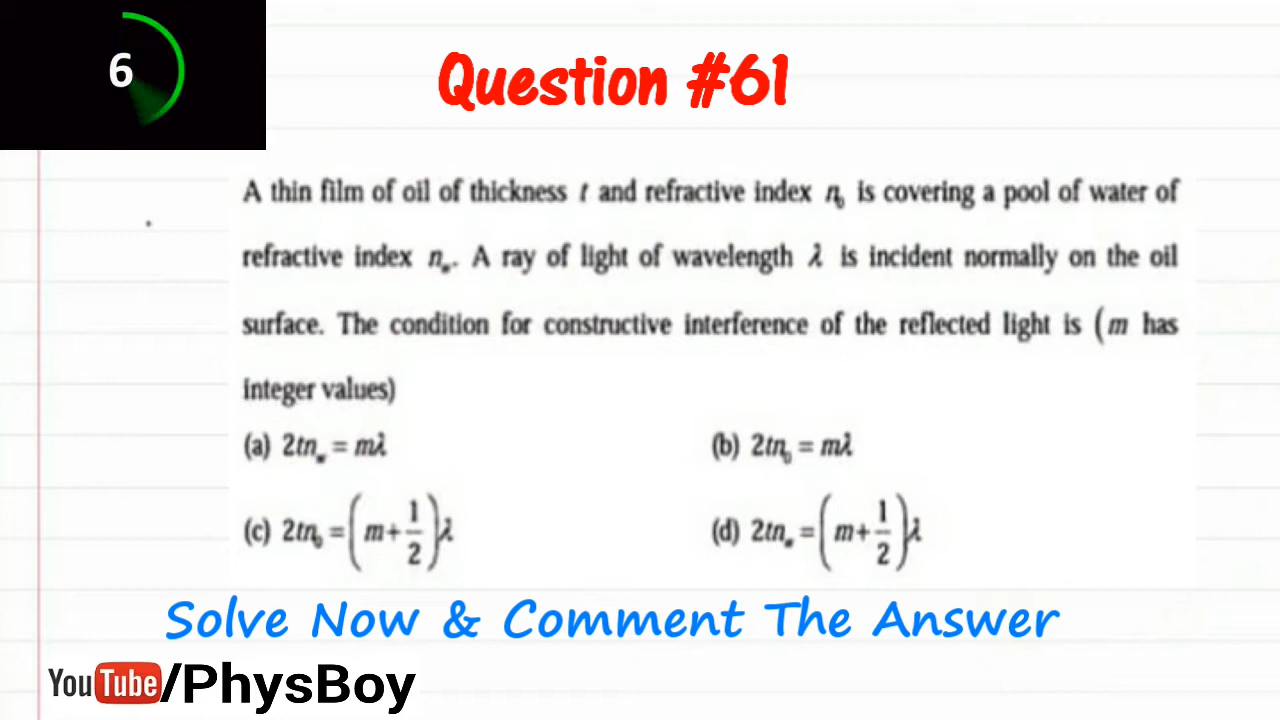 6
Question #61
A thin film of oil of thickness t and refractive index n₀ is covering a pool of water of
refractive index n_w. A ray of light of wavelength λ is incident normally on the oil
surface. The condition for constructive interference of the reflected light is (m has
integer values)
(a) 2tn_w = mλ (b) 2tn₀ = mλ
(c) 2tn₀ = (m+1/2)λ (d) 2tn_w = (m+1/2)λ
Solve Now & Comment The Answer
YouTube/PhysBoy